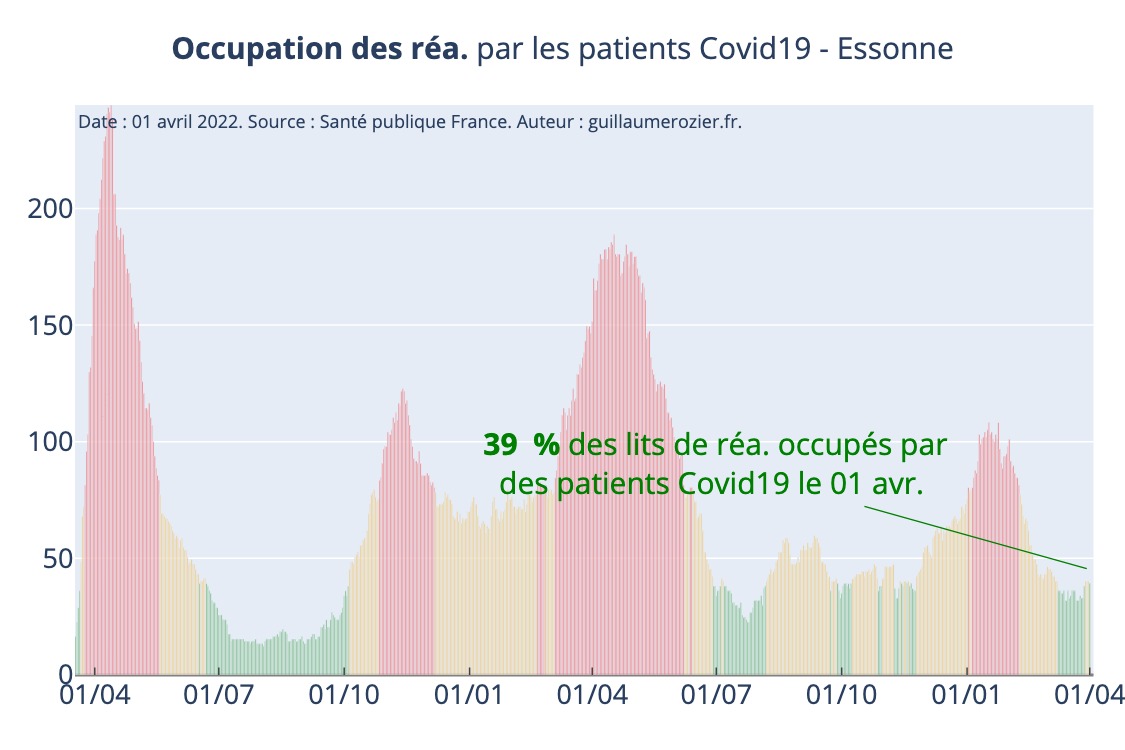 Occupation des réa. par les patients Covid19 - Essonne
Date : 01 avril 2022. Source : Santé publique France. Auteur : guillaumerozier.fr.
200
150
100
39 % des lits de réa. occupés par
des patients Covid19 le 01 avr.
50
0
01/04 01/07 01/10 01/01 01/04 01/07 01/10 01/01 01/04